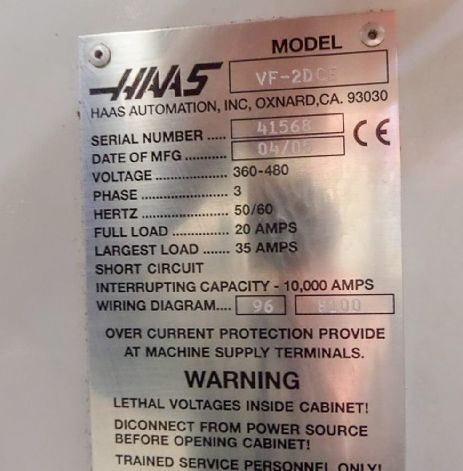 MODEL
HAAS VF-2DCE
HAAS AUTOMATION, INC, OXNARD,CA. 93030
SERIAL NUMBER ..... 41568 CE
DATE OF MFG ........... 04/05
VOLTAGE .................. 360-480
PHASE ...................... 3
HERTZ ...................... 50/60
FULL LOAD ............... 20 AMPS
LARGEST LOAD ....... 35 AMPS
SHORT CIRCUIT
INTERRUPTING CAPACITY - 10,000 AMPS
WIRING DIAGRAM.... 96 8100
OVER CURRENT PROTECTION PROVIDE
AT MACHINE SUPPLY TERMINALS.
WARNING
LETHAL VOLTAGES INSIDE CABINET!
DICONNECT FROM POWER SOURCE
BEFORE OPENING CABINET!
TRAINED SERVICE PERSONNEL ONLY!